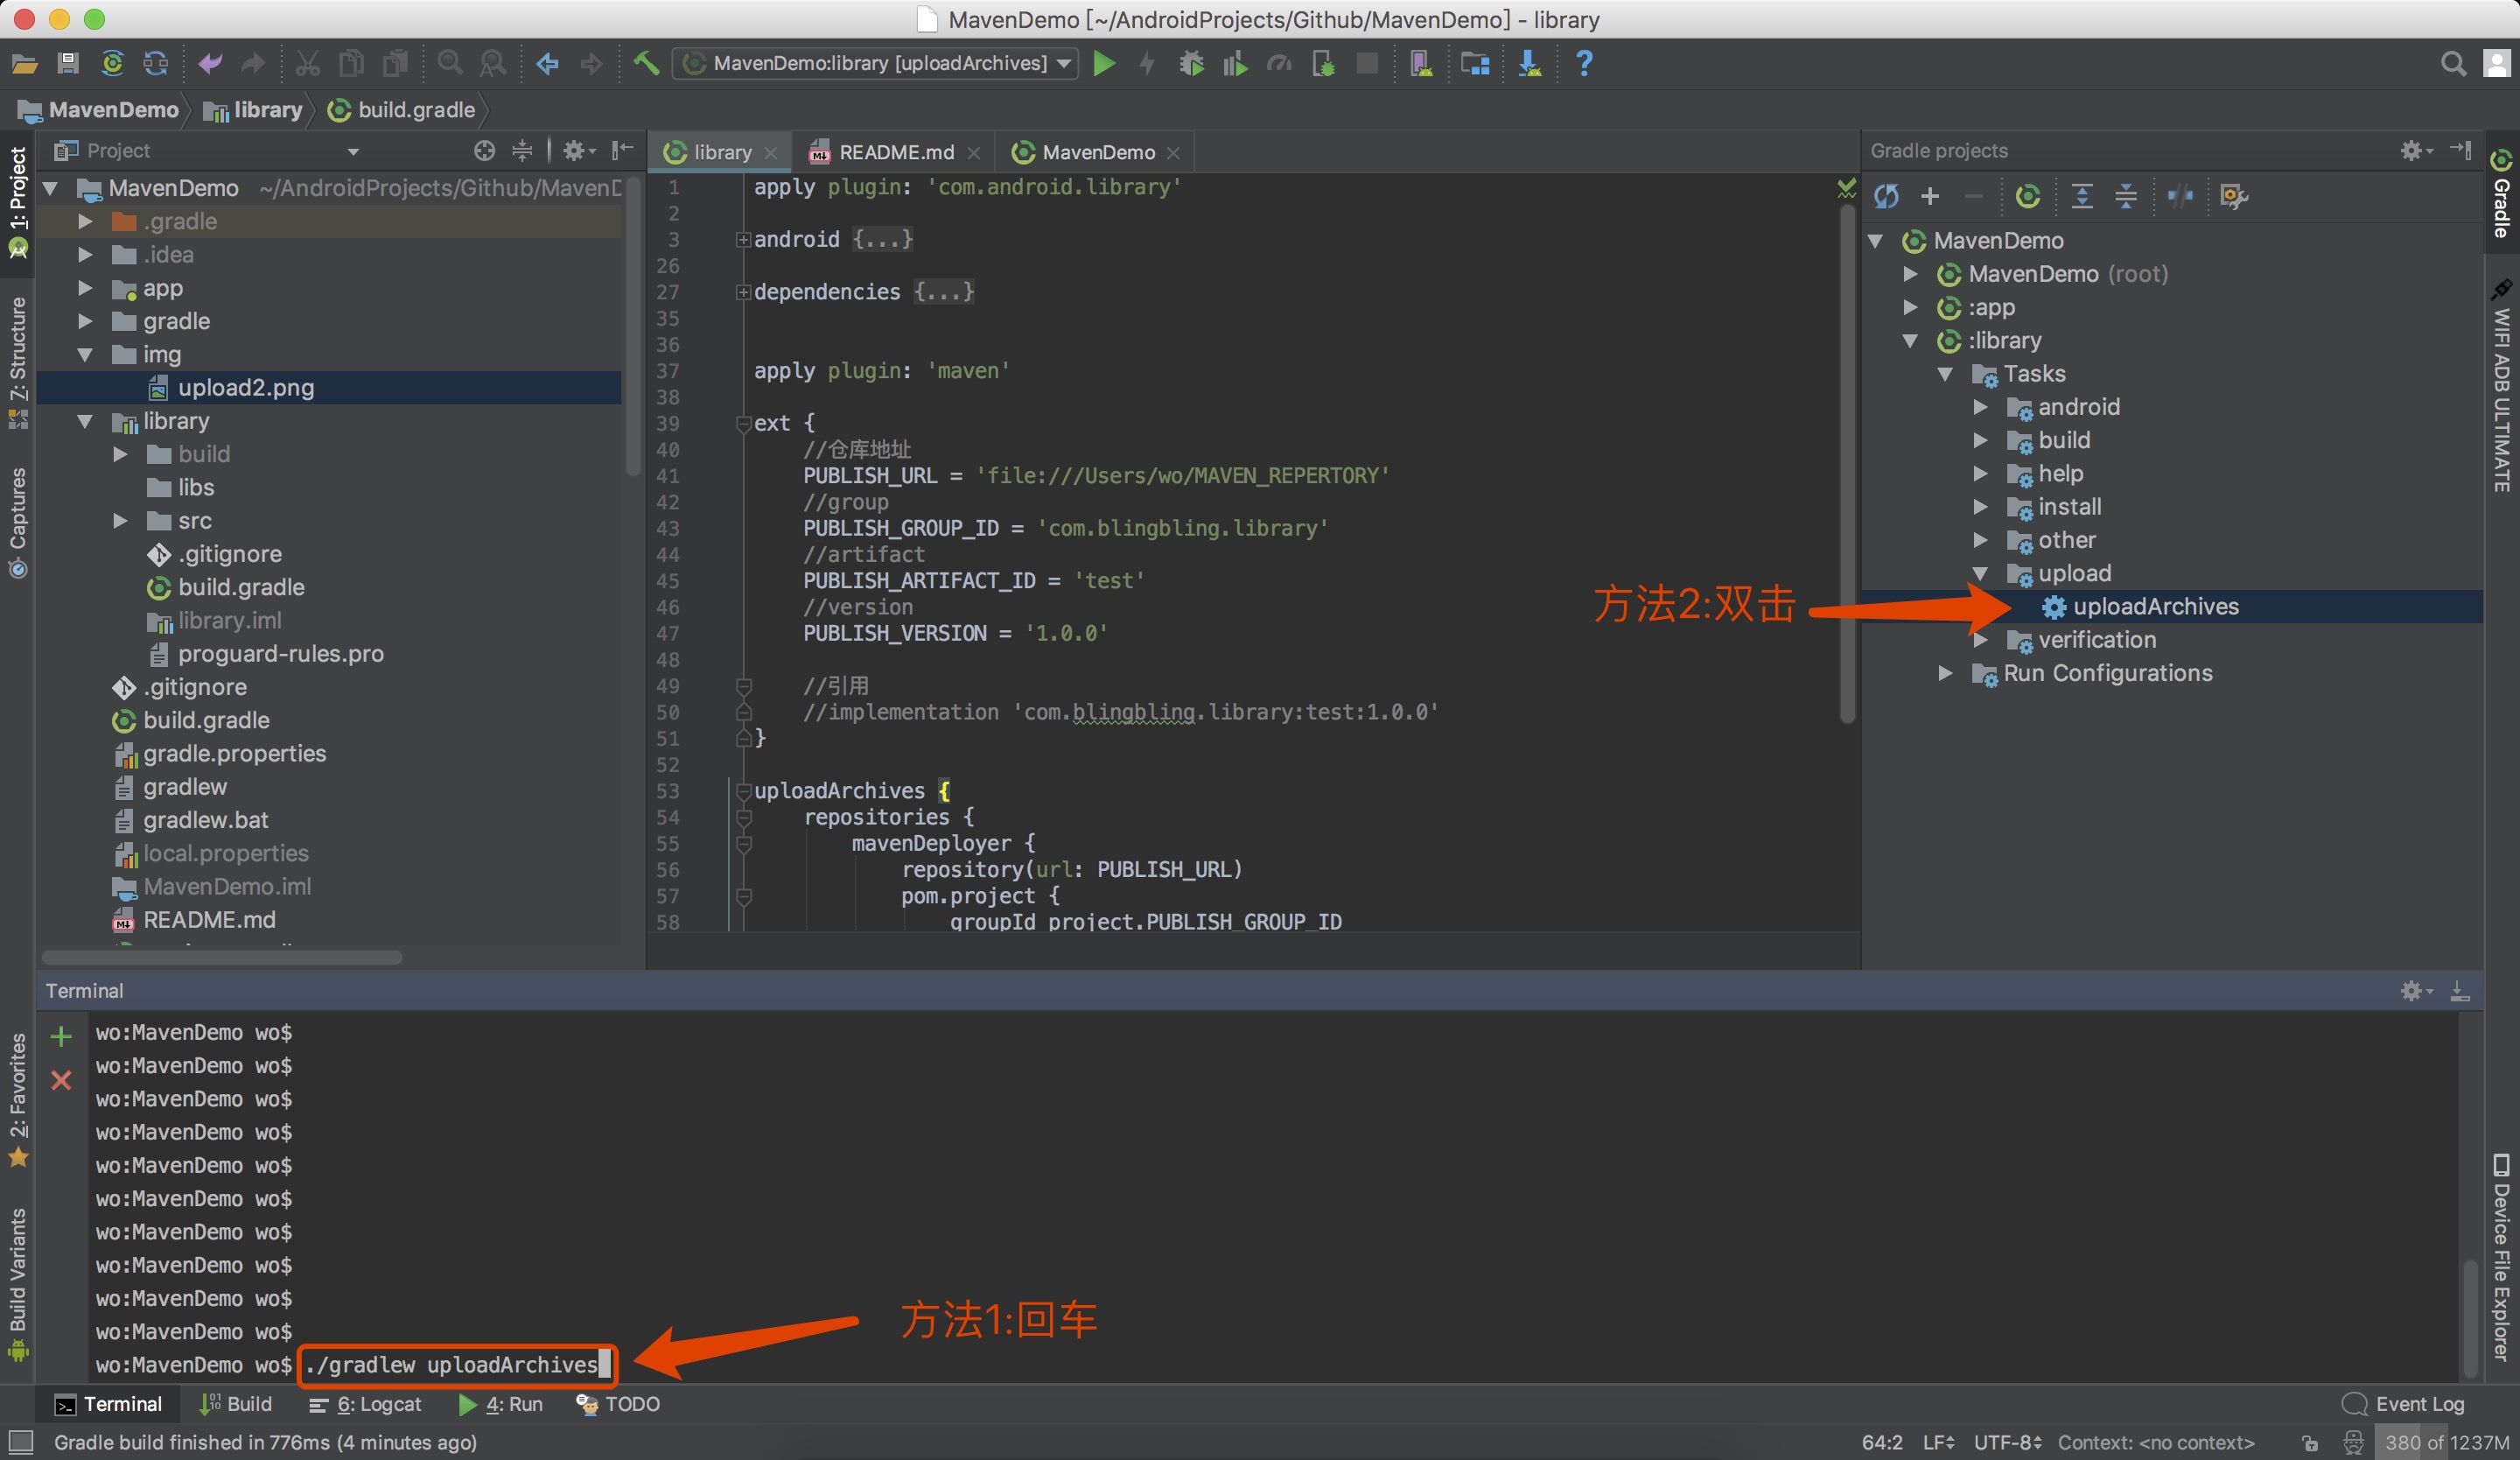 MavenDemo [~/AndroidProjects/Github/MavenDemo] - library
MavenDemo:library [uploadArchives]
MavenDemo
library
build.gradle
1: Project
Z: Structure
Captures
2: Favorites
Build Variants
Project
MavenDemo ~/AndroidProjects/Github/MavenD
.gradle
.idea
app
gradle
img
upload2.png
library
build
libs
src
.gitignore
build.gradle
library.iml
proguard-rules.pro
.gitignore
build.gradle
gradle.properties
gradlew
gradlew.bat
local.properties
MavenDemo.iml
README.md
library
README.md
MavenDemo
1 apply plugin: 'com.android.library'
2
3 android {...}
26
27 dependencies {...}
35
36
37 apply plugin: 'maven'
38
39 ext {
40 //仓库地址
41 PUBLISH_URL = 'file:///Users/wo/MAVEN_REPERTORY'
42 //group
43 PUBLISH_GROUP_ID = 'com.blingbling.library'
44 //artifact
45 PUBLISH_ARTIFACT_ID = 'test'
46 //version
47 PUBLISH_VERSION = '1.0.0'
48
49 //引用
50 //implementation 'com.blingbling.library:test:1.0.0'
51 }
52
53 uploadArchives {
54 repositories {
55 mavenDeployer {
56 repository(url: PUBLISH_URL)
57 pom.project {
58 groupId project.PUBLISH_GROUP_ID
方法2:双击
Gradle projects
MavenDemo
MavenDemo (root)
:app
:library
Tasks
android
build
help
install
other
upload
uploadArchives
verification
Run Configurations
Gradle
WIFI ADB ULTIMATE
Device File Explorer
Terminal
wo:MavenDemo wo$
wo:MavenDemo wo$
wo:MavenDemo wo$
wo:MavenDemo wo$
wo:MavenDemo wo$
wo:MavenDemo wo$
wo:MavenDemo wo$
wo:MavenDemo wo$
wo:MavenDemo wo$
wo:MavenDemo wo$
wo:MavenDemo wo$ ./gradlew uploadArchives
方法1:回车
Terminal
Build
6: Logcat
4: Run
TODO
Event Log
Gradle build finished in 776ms (4 minutes ago)
64:2
LF
UTF-8
Context: <no context>
380 of 1237M